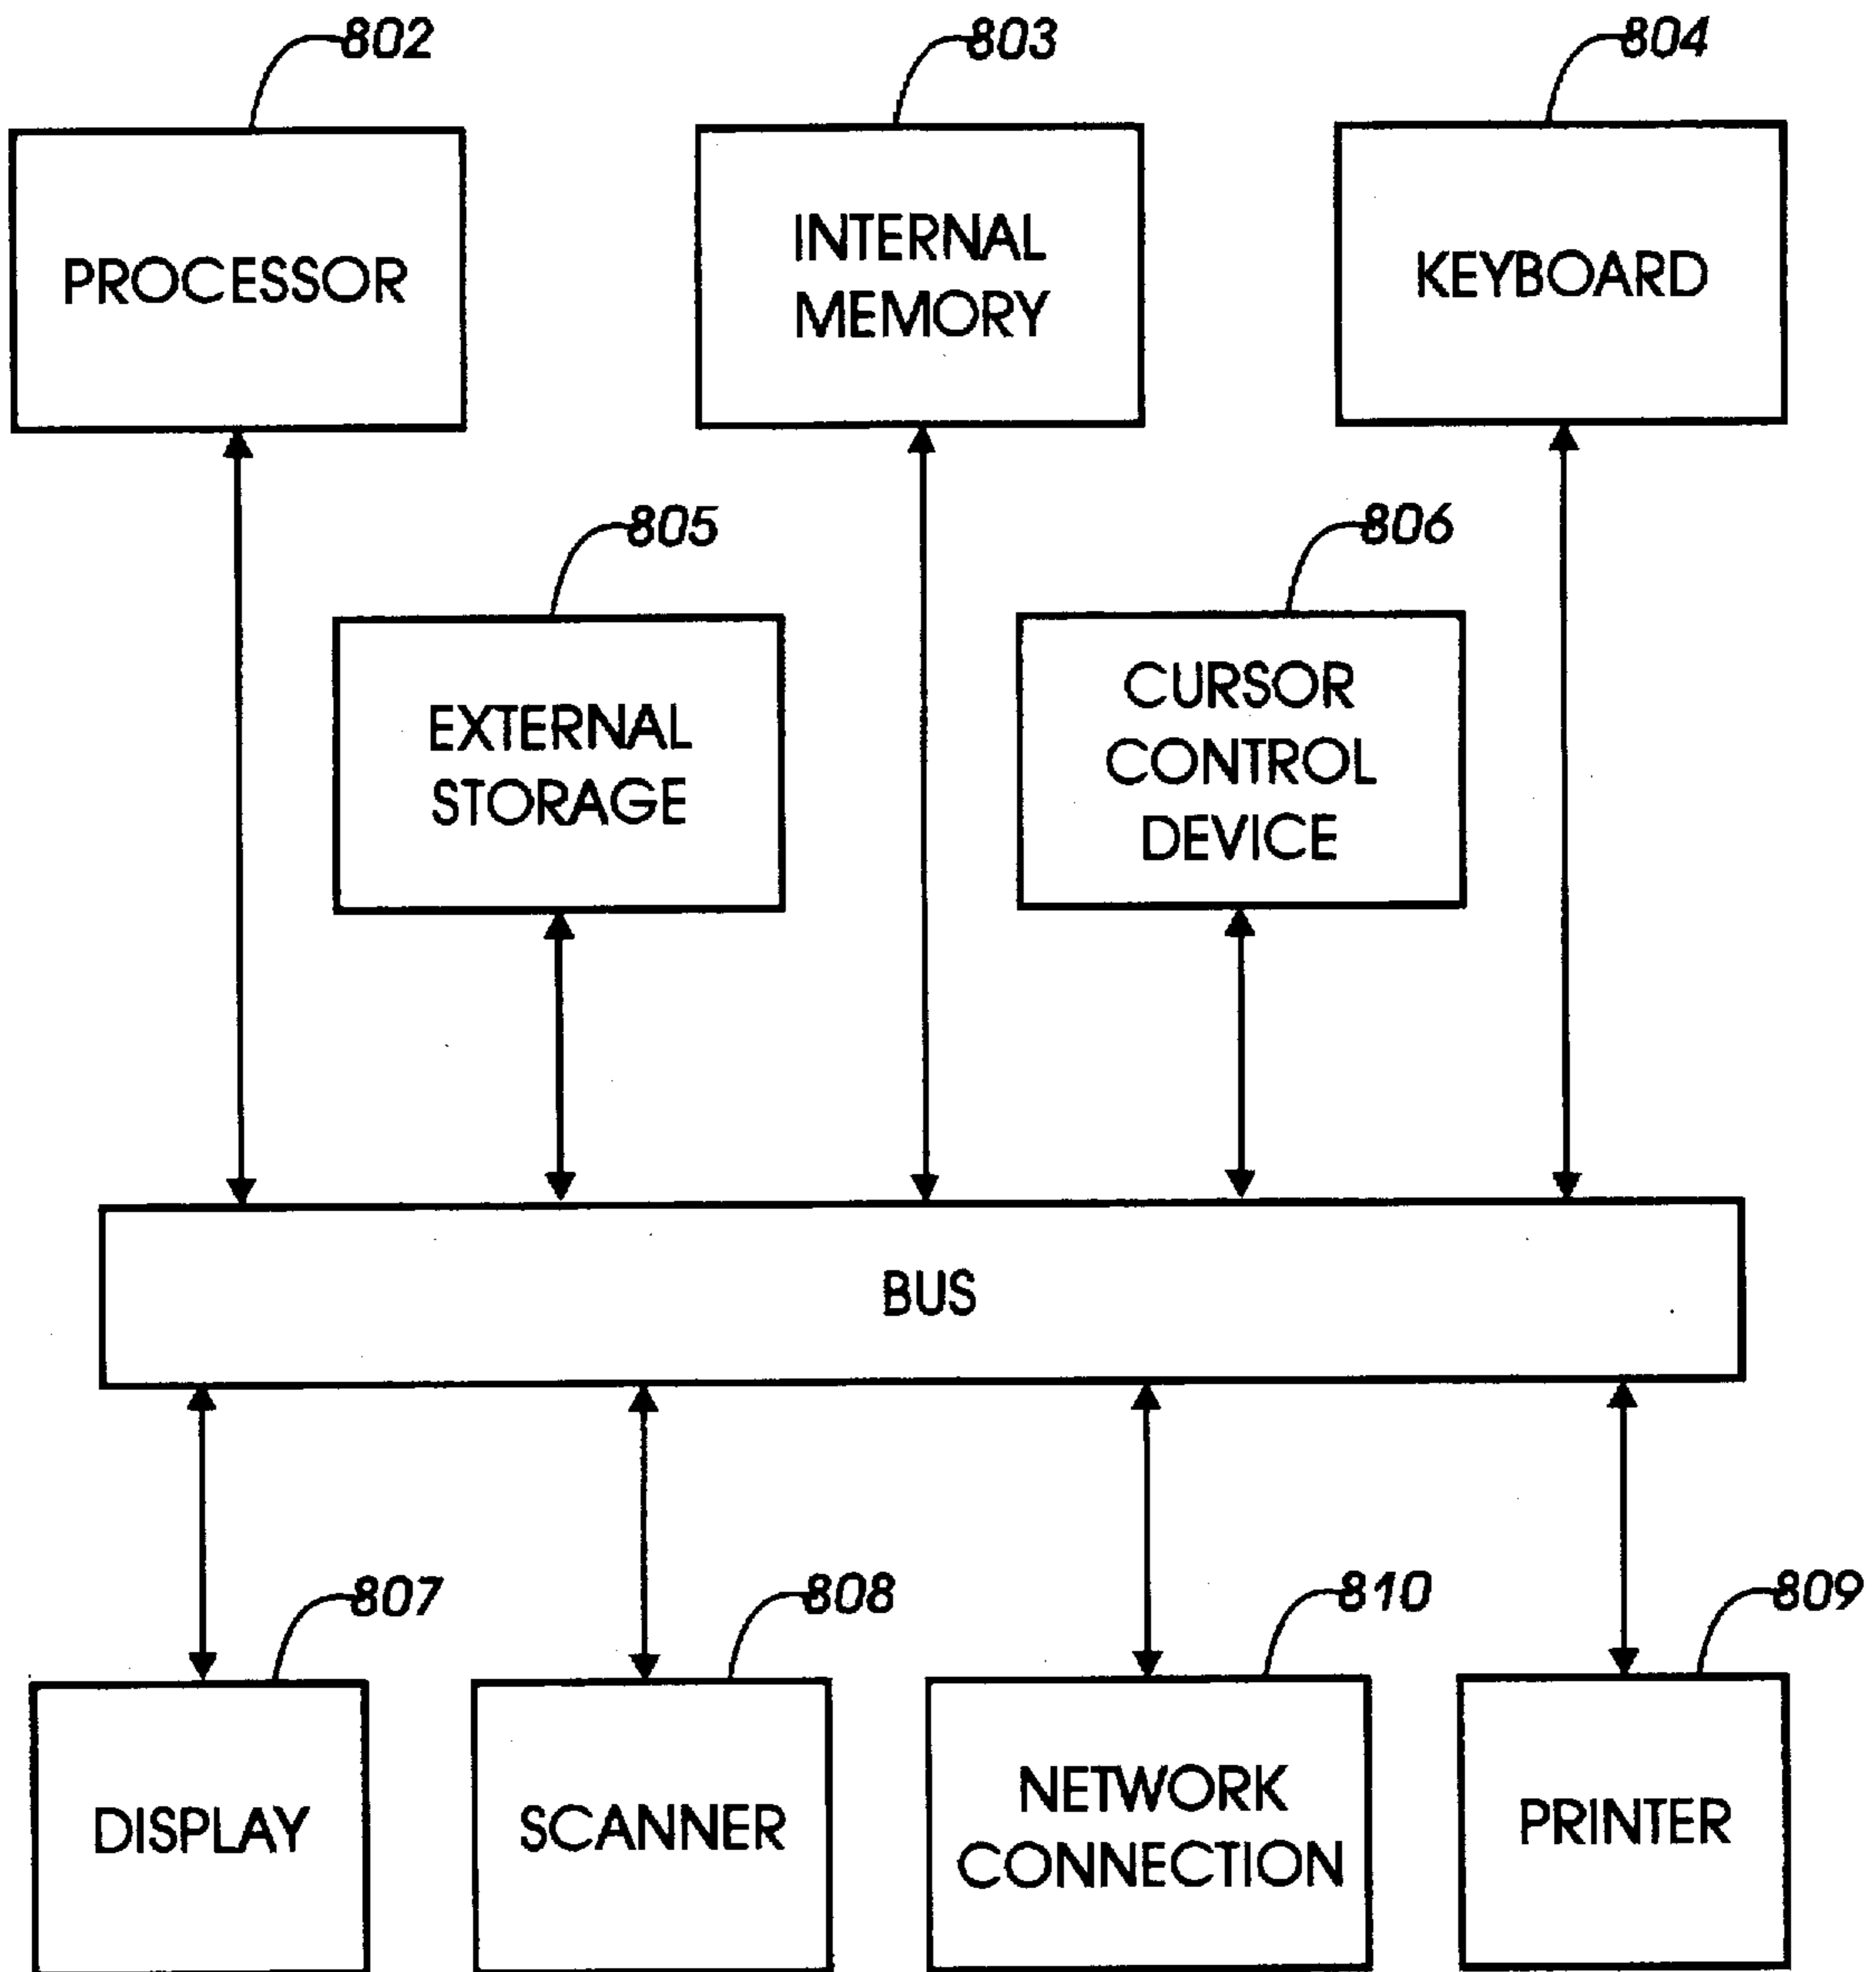 802
803
804
PROCESSOR
INTERNAL
MEMORY
KEYBOARD
805
806
EXTERNAL
STORAGE
CURSOR
CONTROL
DEVICE
BUS
807
808
810
809
DISPLAY
SCANNER
NETWORK
CONNECTION
PRINTER